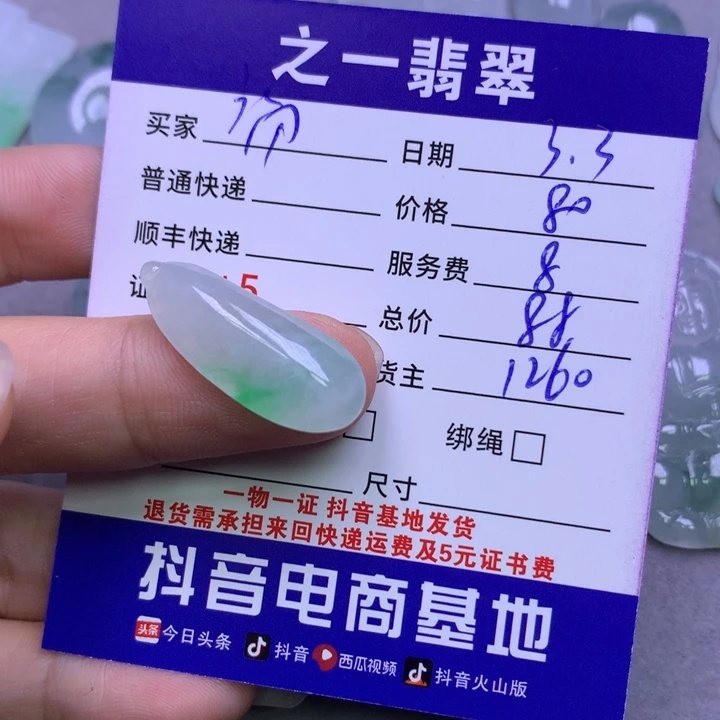 之一翡翠
买家 日期 3.3
普通快递 价格 80
顺丰快递 服务费 8
证 5 总价 88
货主 1260
绑绳
尺寸
一物一证 抖音基地发货
退货需承担来回快递运费及5元证书费
抖音电商基地
头条 今日头条 抖音 西瓜视频 抖音火山版